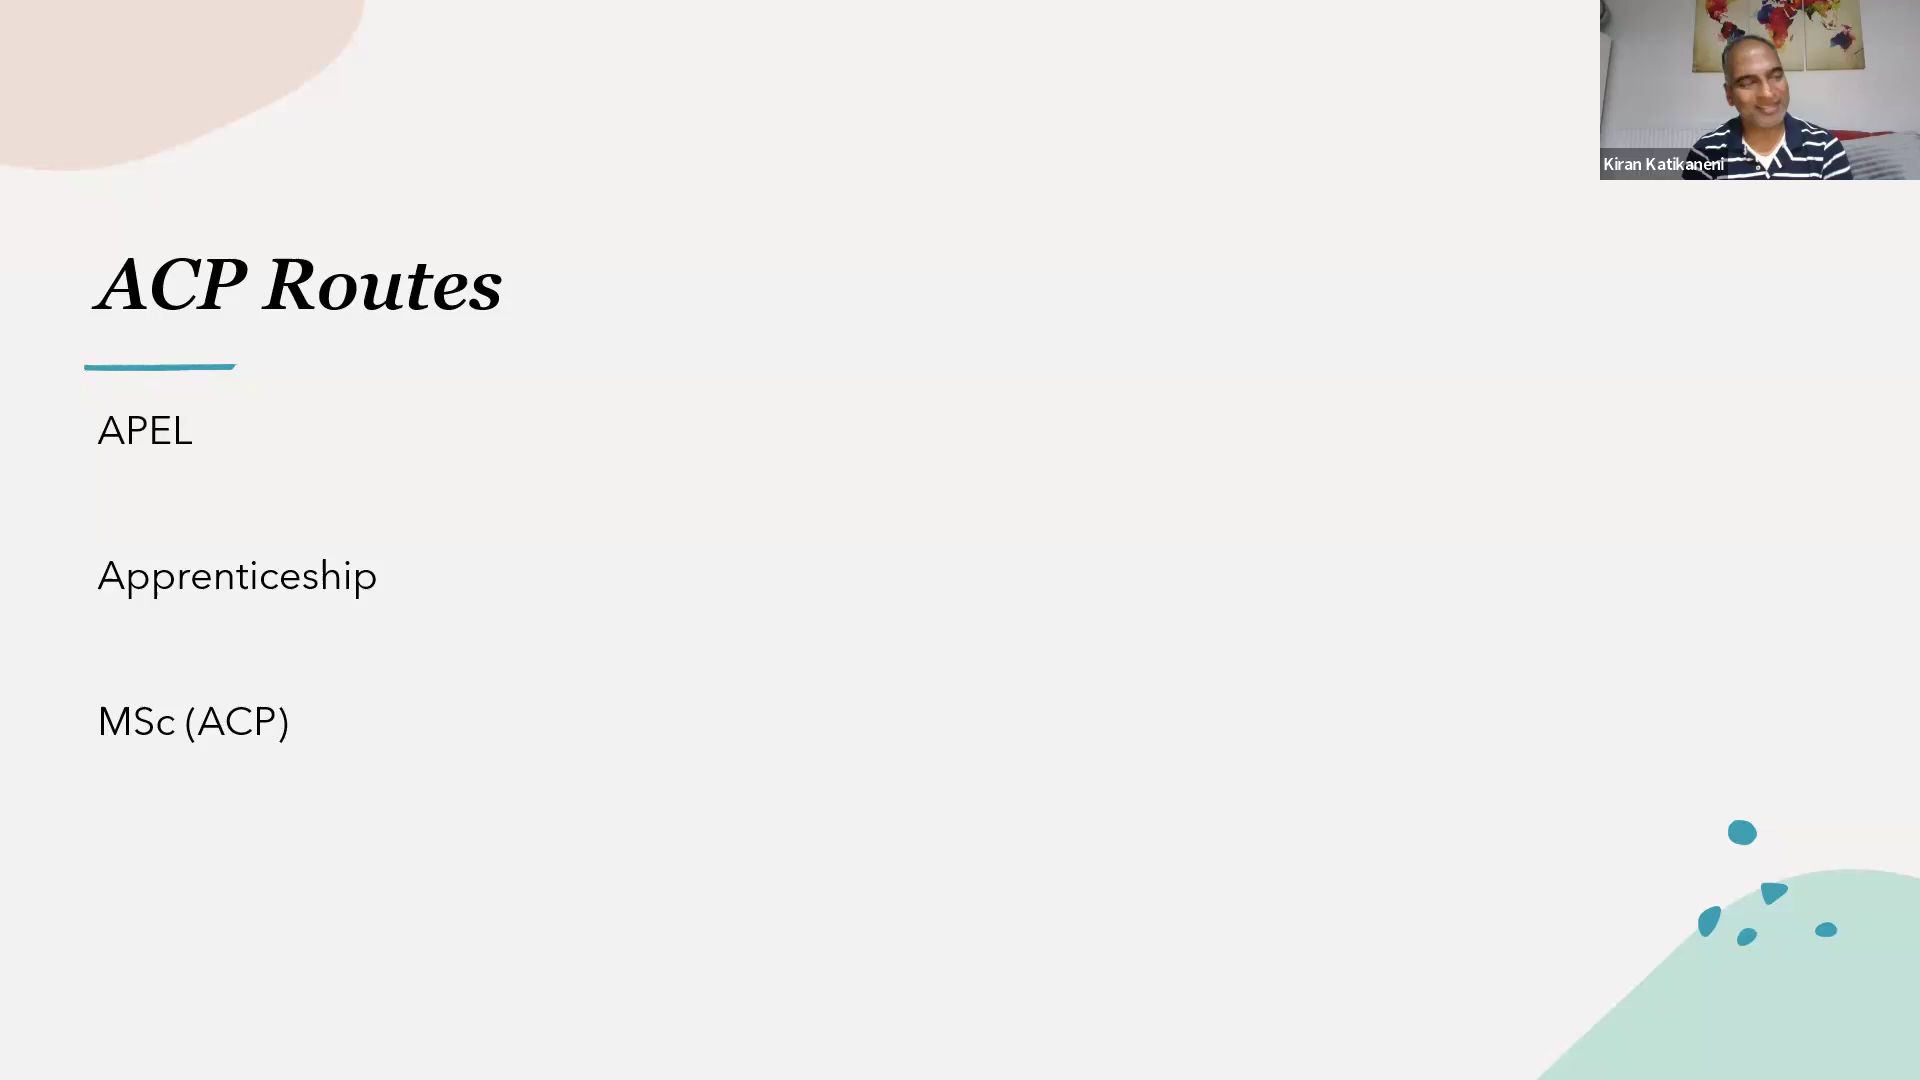 Kiran Katikaneni
ACP Routes
APEL
Apprenticeship
MSc (ACP)